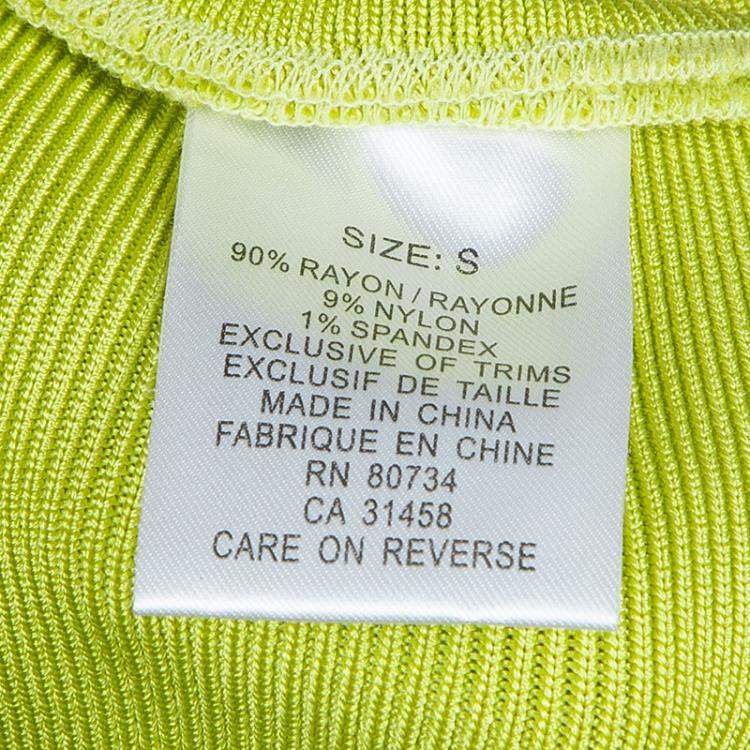 SIZE: S
90% RAYON / RAYONNE
9% NYLON
1% SPANDEX
EXCLUSIVE OF TRIMS
EXCLUSIF DE TAILLE
MADE IN CHINA
FABRIQUE EN CHINE
RN 80734
CA 31458
CARE ON REVERSE